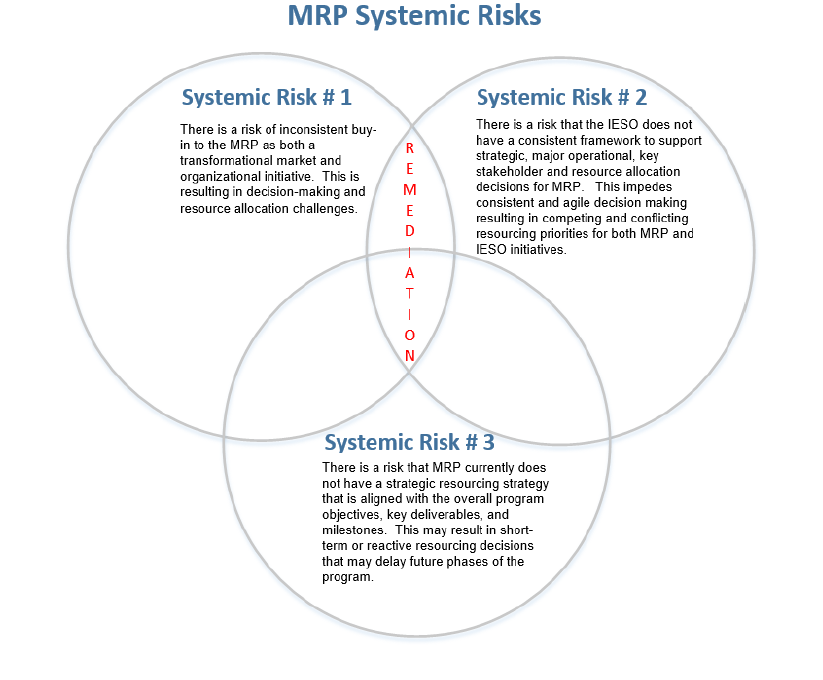 MRP Systemic Risks
Systemic Risk # 1
There is a risk of inconsistent buy-
in to the MRP as both a
transformational market and
organizational initiative.  This is
resulting in decision-making and
resource allocation challenges.
Systemic Risk # 2
There is a risk that the IESO does not
have a consistent framework to support
strategic, major operational, key
stakeholder and resource allocation
decisions for MRP.   This impedes
consistent and agile decision making
resulting in competing and conflicting
resourcing priorities for both MRP and
IESO initiatives.
R
E
M
E
D
I
A
T
I
O
N
Systemic Risk # 3
There is a risk that MRP currently does
not have a strategic resourcing strategy
that is aligned with the overall program
objectives, key deliverables, and
milestones.  This may result in short-
term or reactive resourcing decisions
that may delay future phases of the
program.